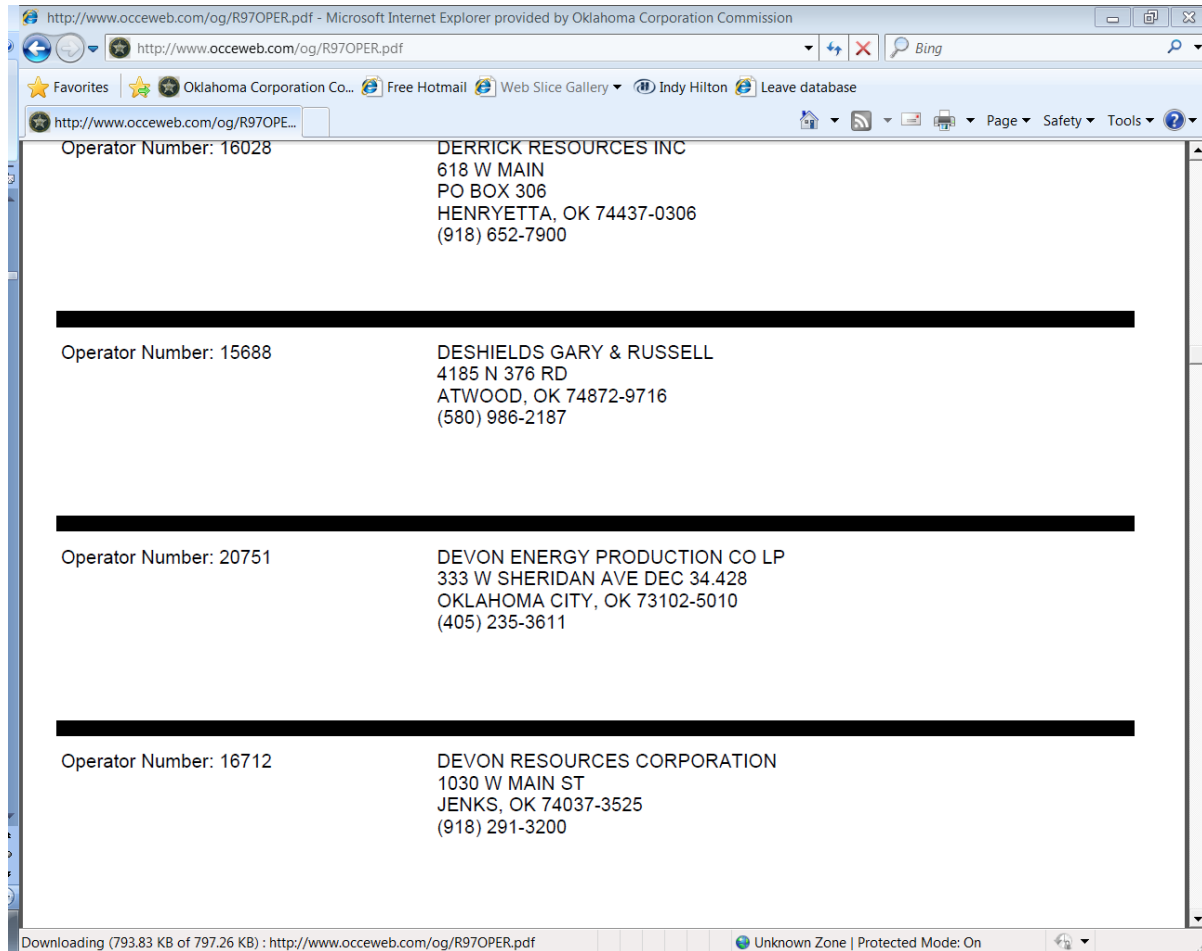 http://www.occeweb.com/og/R97OPER.pdf - Microsoft Internet Explorer provided by Oklahoma Corporation Commission
http://www.occeweb.com/og/R97OPER.pdf
Bing
Favorites Oklahoma Corporation Co... Free Hotmail Web Slice Gallery Indy Hilton Leave database
http://www.occeweb.com/og/R97OPE... Page Safety Tools
Operator Number: 16028 DERRICK RESOURCES INC
618 W MAIN
PO BOX 306
HENRYETTA, OK 74437-0306
(918) 652-7900
Operator Number: 15688 DESHIELDS GARY & RUSSELL
4185 N 376 RD
ATWOOD, OK 74872-9716
(580) 986-2187
Operator Number: 20751 DEVON ENERGY PRODUCTION CO LP
333 W SHERIDAN AVE DEC 34.428
OKLAHOMA CITY, OK 73102-5010
(405) 235-3611
Operator Number: 16712 DEVON RESOURCES CORPORATION
1030 W MAIN ST
JENKS, OK 74037-3525
(918) 291-3200
Downloading (793.83 KB of 797.26 KB) : http://www.occeweb.com/og/R97OPER.pdf Unknown Zone | Protected Mode: On